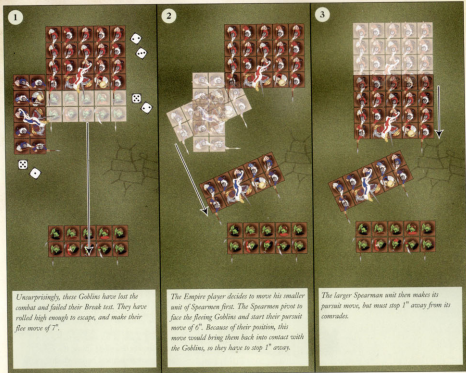 1
Unsurprisingly, these Goblins have lost the
combat and failed their Break test. They have
rolled high enough to escape, and make their
flee move of 7".
2
The Empire player decides to move his smaller
unit of Spearmen first. The Spearmen pivot to
face the fleeing Goblins and start their pursuit
move of 6". Because of their position, this
move would bring them back into contact with
the Goblins, so they have to stop 1" away.
3
The larger Spearman unit then makes its
pursuit move, but must stop 1" away from its
comrades.